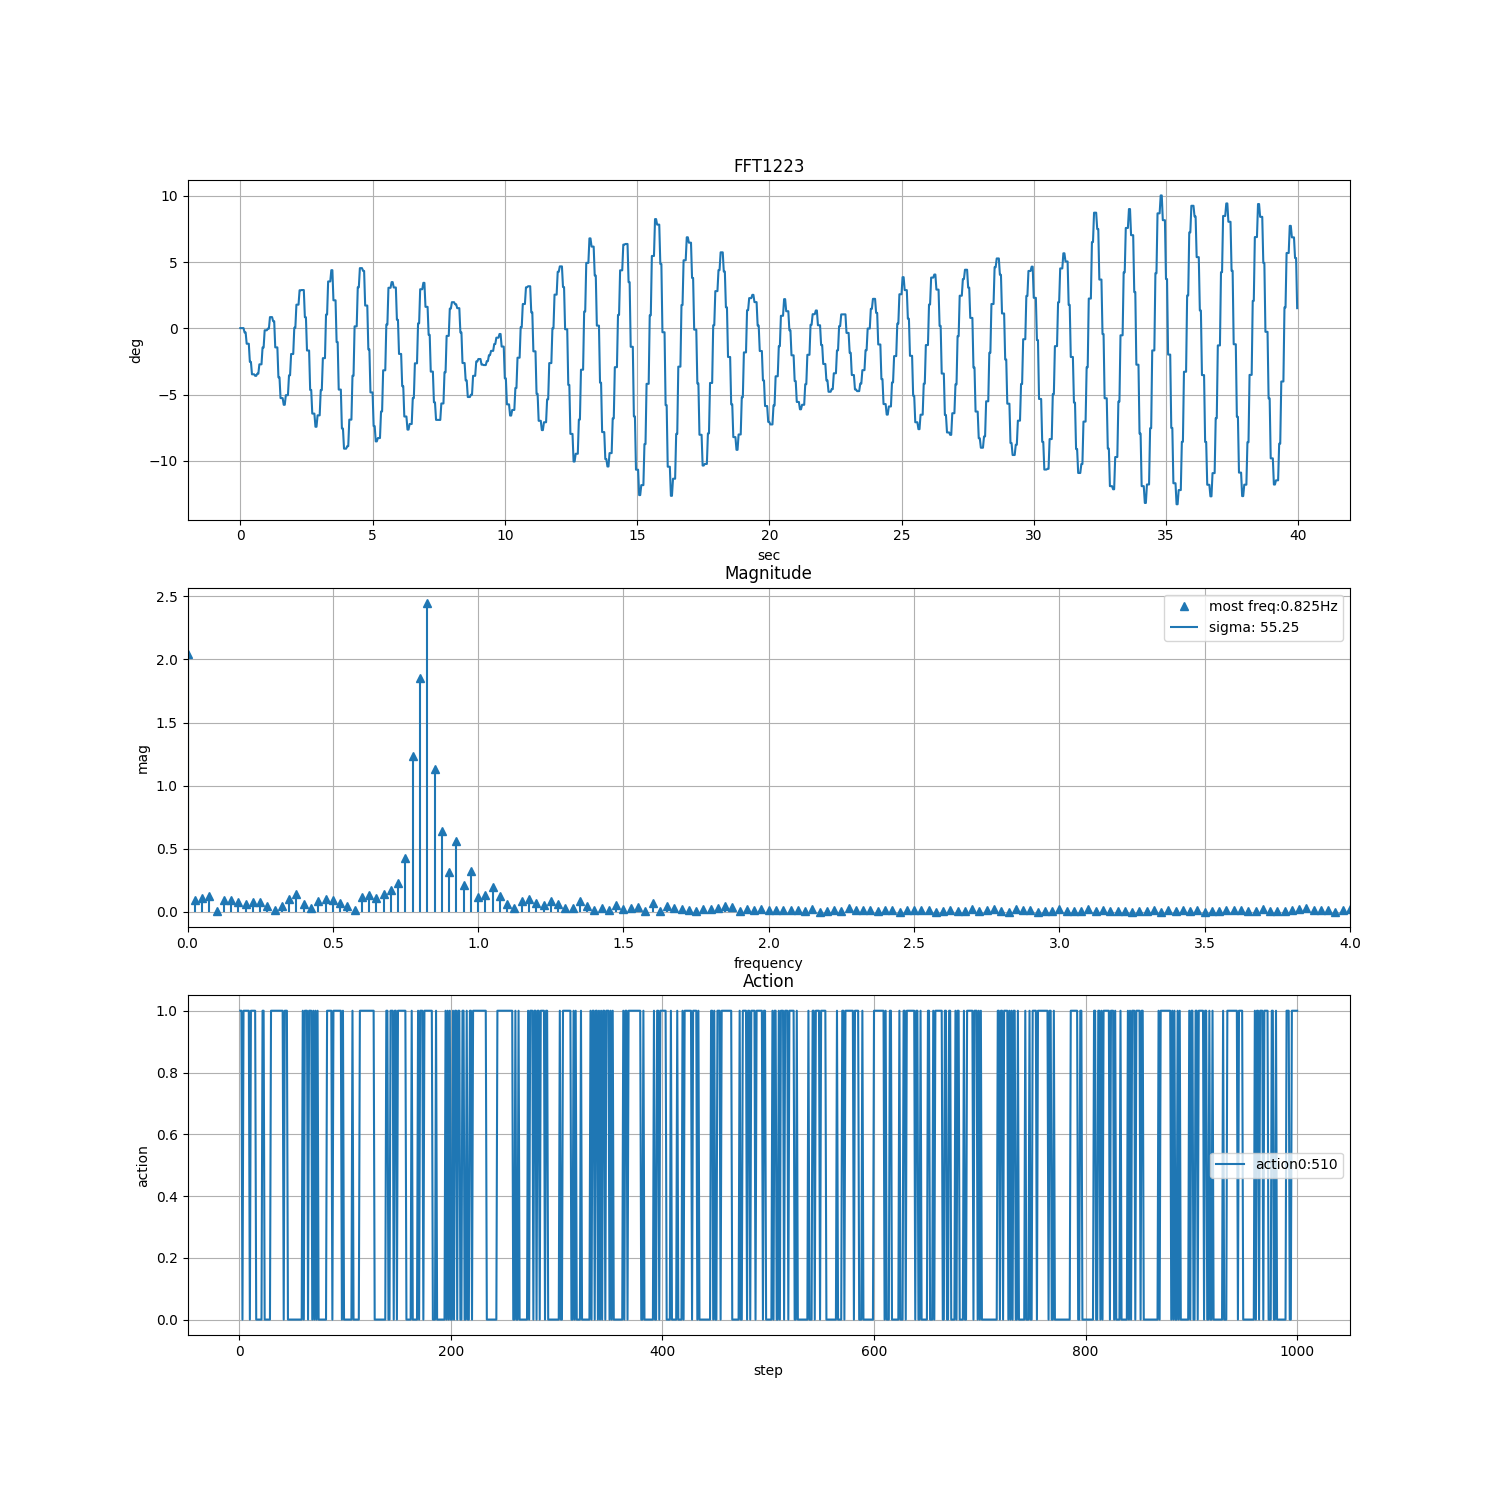 FFT1223
10
5
0
−5
−10
deg
0 5 10 15 20 25 30 35 40
sec
Magnitude
2.5
2.0
1.5
1.0
0.5
0.0
mag
most freq:0.825Hz
sigma: 55.25
0.0 0.5 1.0 1.5 2.0 2.5 3.0 3.5 4.0
frequency
Action
1.0
0.8
0.6
0.4
0.2
0.0
action
action0:510
0 200 400 600 800 1000
step